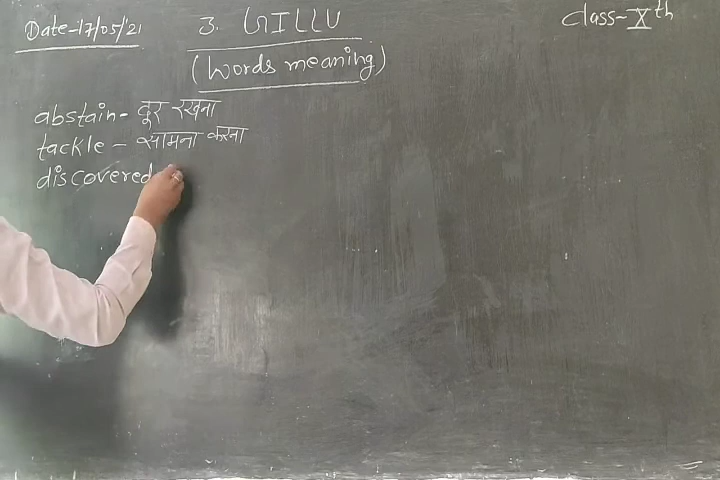 Date-17/05/21
3. GILLU
Class-Xth
(Words meaning)
abstain- दूर रखना
tackle - सामना करना
discovered